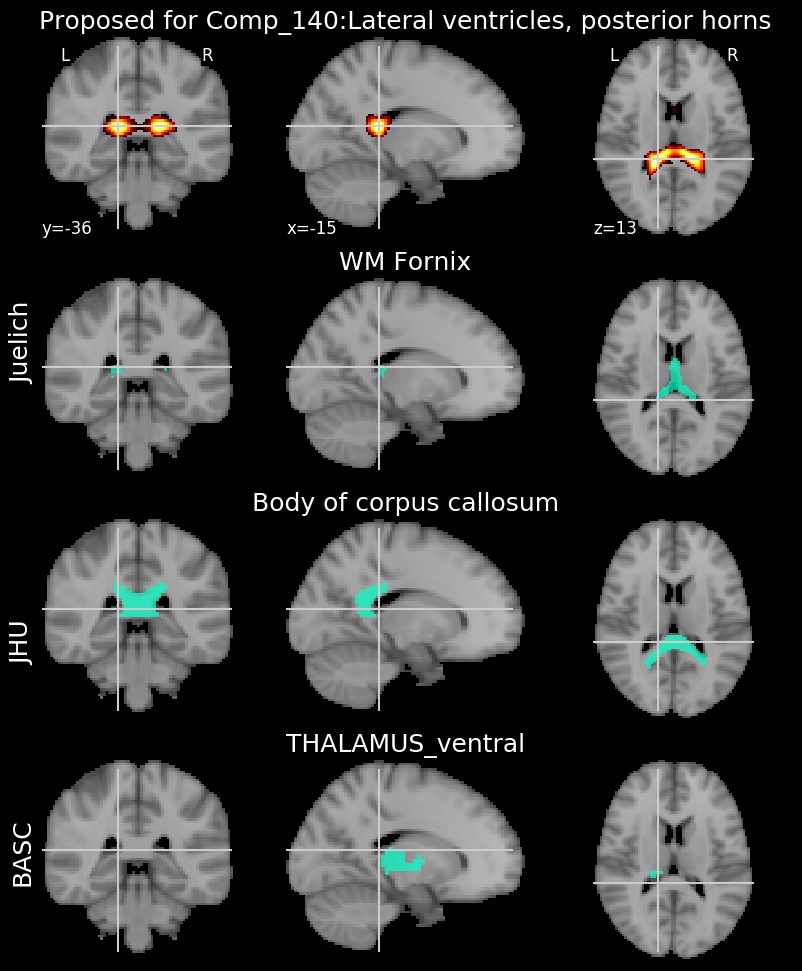 Proposed for Comp_140:Lateral ventricles, posterior horns
L R L R
y=-36 x=-15 z=13
WM Fornix
Juelich
Body of corpus callosum
JHU
THALAMUS_ventral
BASC